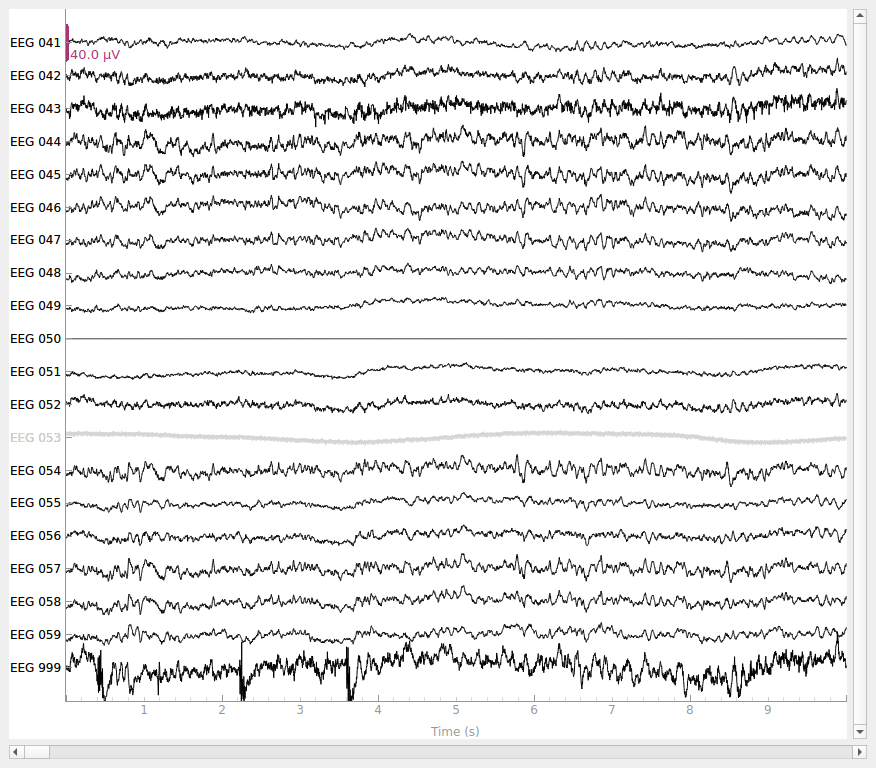 EEG 041
40.0 µV
EEG 042
EEG 043
EEG 044
EEG 045
EEG 046
EEG 047
EEG 048
EEG 049
EEG 050
EEG 051
EEG 052
EEG 053
EEG 054
EEG 055
EEG 056
EEG 057
EEG 058
EEG 059
EEG 999
1 2 3 4 5 6 7 8 9
Time (s)